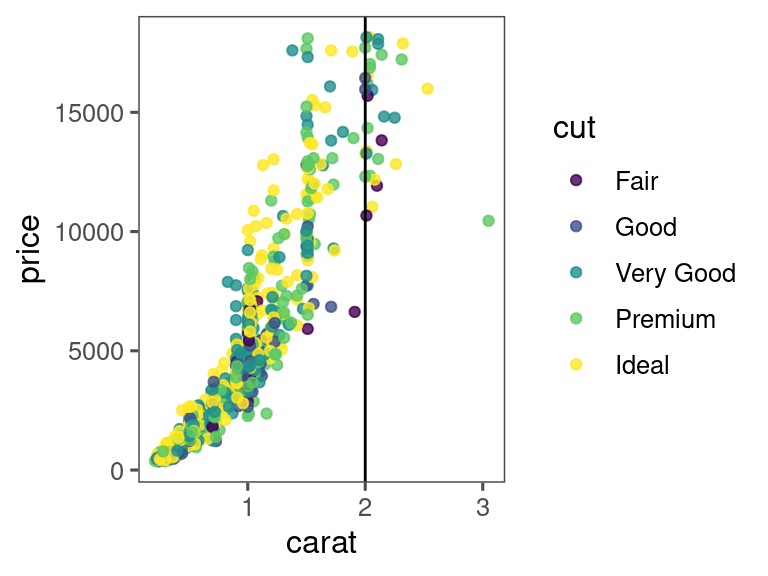 15000
10000
5000
0
1
2
3
carat
price
cut
Fair
Good
Very Good
Premium
Ideal